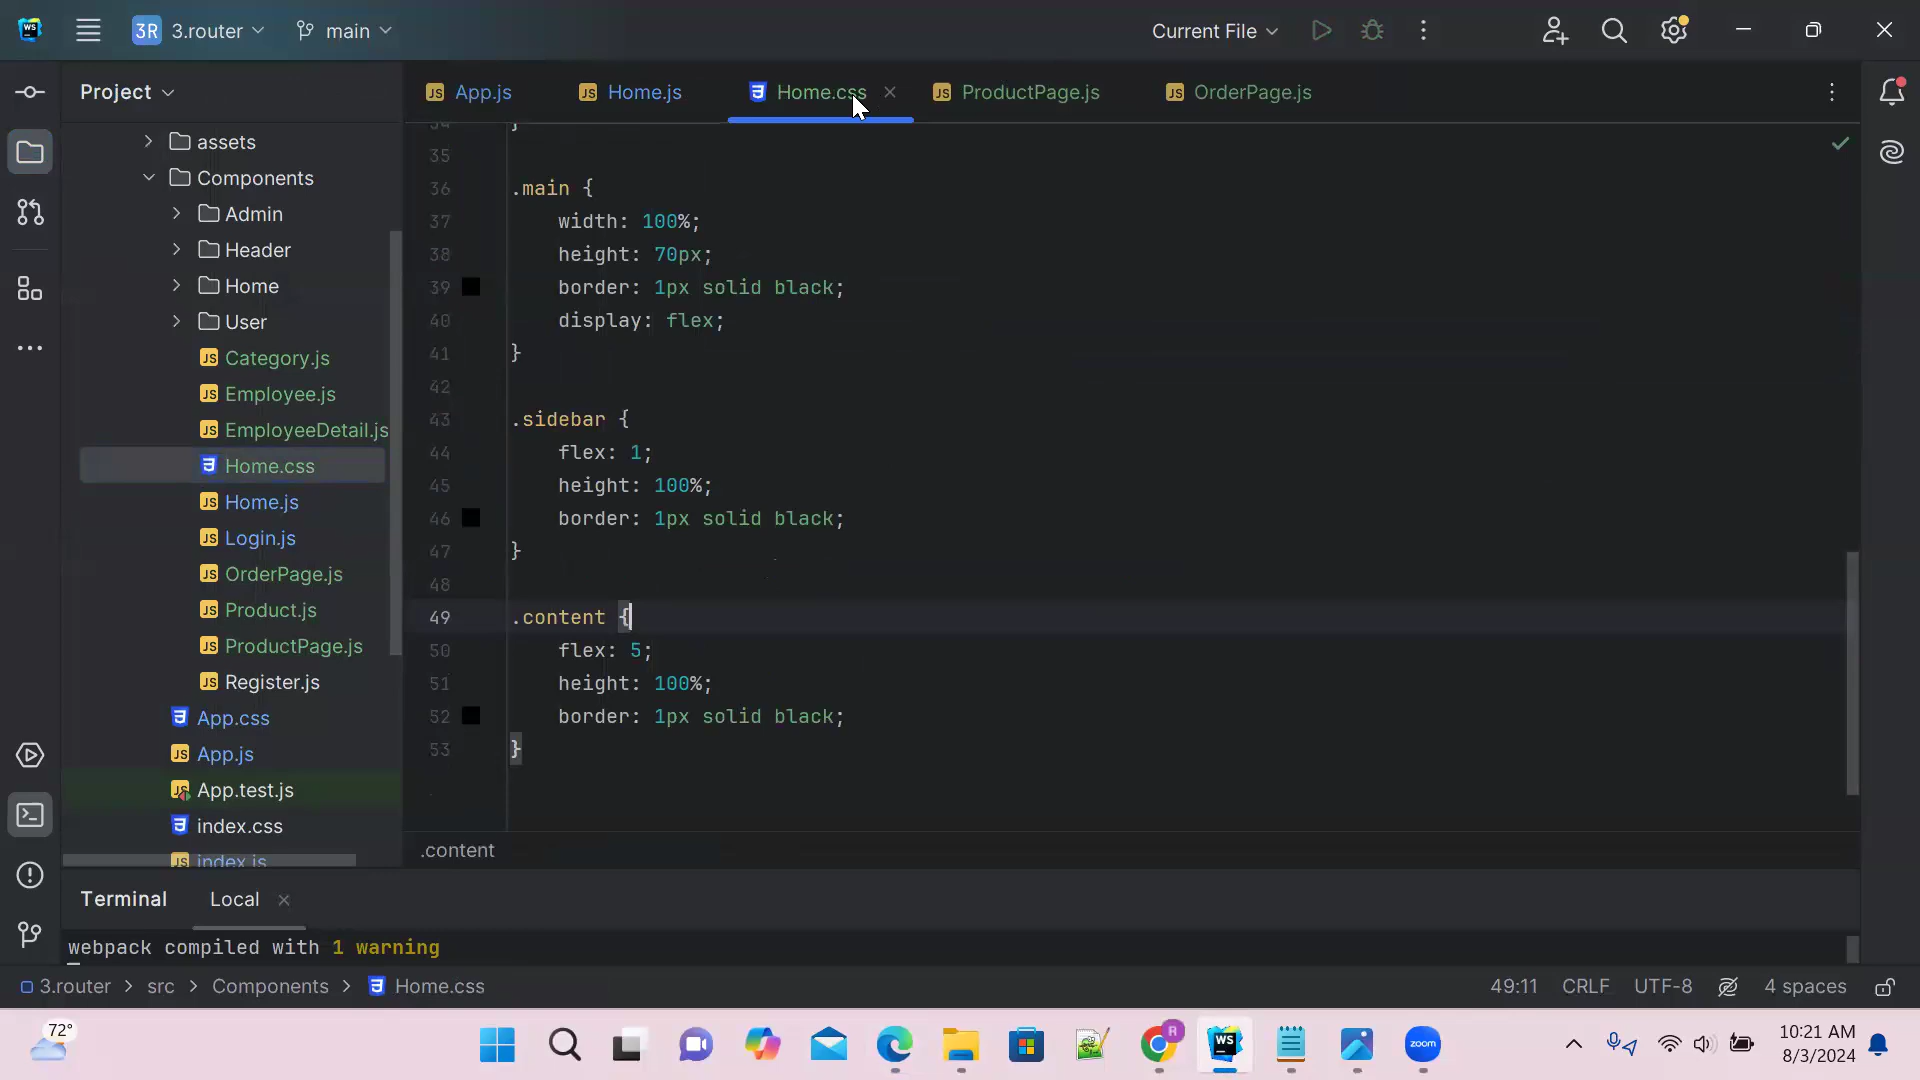 WS
3R 3.router
main
Current File
Project
App.js
Home.js
Home.css
ProductPage.js
OrderPage.js
assets
Components
Admin
Header
Home
User
Category.js
Employee.js
EmployeeDetail.js
Home.css
Home.js
Login.js
OrderPage.js
Product.js
ProductPage.js
Register.js
App.css
App.js
App.test.js
index.css
index.js
34 }
35
36 .main {
37 width: 100%;
38 height: 70px;
39 border: 1px solid black;
40 display: flex;
41 }
42
43 .sidebar {
44 flex: 1;
45 height: 100%;
46 border: 1px solid black;
47 }
48
49 .content {
50 flex: 5;
51 height: 100%;
52 border: 1px solid black;
53 }
.content
Terminal
Local
webpack compiled with 1 warning
3.router > src > Components > Home.css
49:11
CRLF
UTF-8
4 spaces
72°
R
WS
zoom
10:21 AM
8/3/2024